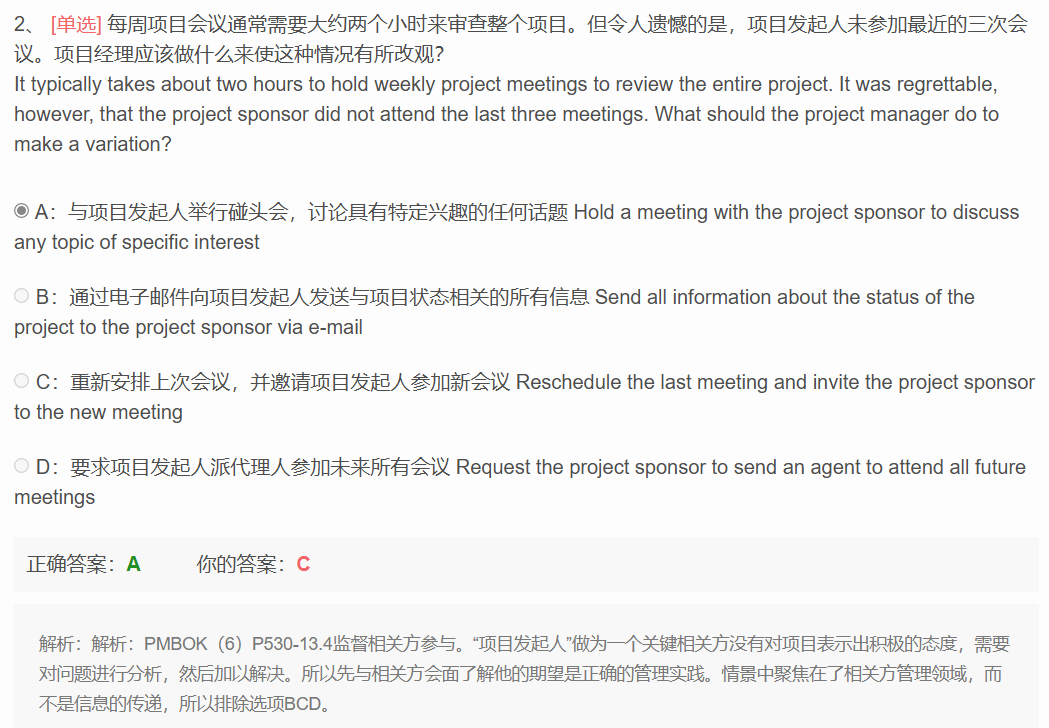 2、 [单选] 每周项目会议通常需要大约两个小时来审查整个项目。但令人遗憾的是，项目发起人未参加最近的三次会
议。项目经理应该做什么来使这种情况有所改观?
It typically takes about two hours to hold weekly project meetings to review the entire project. It was regrettable,
however, that the project sponsor did not attend the last three meetings. What should the project manager do to
make a variation?
A：与项目发起人举行碰头会，讨论具有特定兴趣的任何话题 Hold a meeting with the project sponsor to discuss
any topic of specific interest
B：通过电子邮件向项目发起人发送与项目状态相关的所有信息 Send all information about the status of the
project to the project sponsor via e-mail
C：重新安排上次会议，并邀请项目发起人参加新会议 Reschedule the last meeting and invite the project sponsor
to the new meeting
D：要求项目发起人派代理人参加未来所有会议 Request the project sponsor to send an agent to attend all future
meetings
正确答案：A 你的答案：C
解析：解析：PMBOK（6）P530-13.4监督相关方参与。“项目发起人”做为一个关键相关方没有对项目表示出积极的态度，需要
对问题进行分析，然后加以解决。所以先与相关方会面了解他的期望是正确的管理实践。情景中聚焦在了相关方管理领域，而
不是信息的传递，所以排除选项BCD。